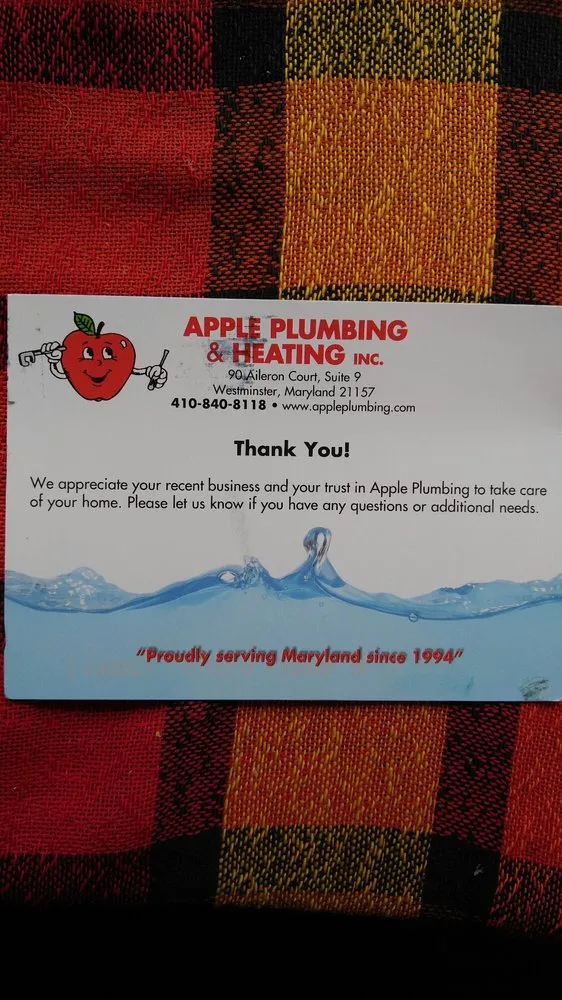 APPLE PLUMBING
& HEATING INC.
90 Aileron Court, Suite 9
Westminster, Maryland 21157
410-840-8118 • www.appleplumbing.com
Thank You!
We appreciate your recent business and your trust in Apple Plumbing to take care
of your home. Please let us know if you have any questions or additional needs.
"Proudly serving Maryland since 1994"